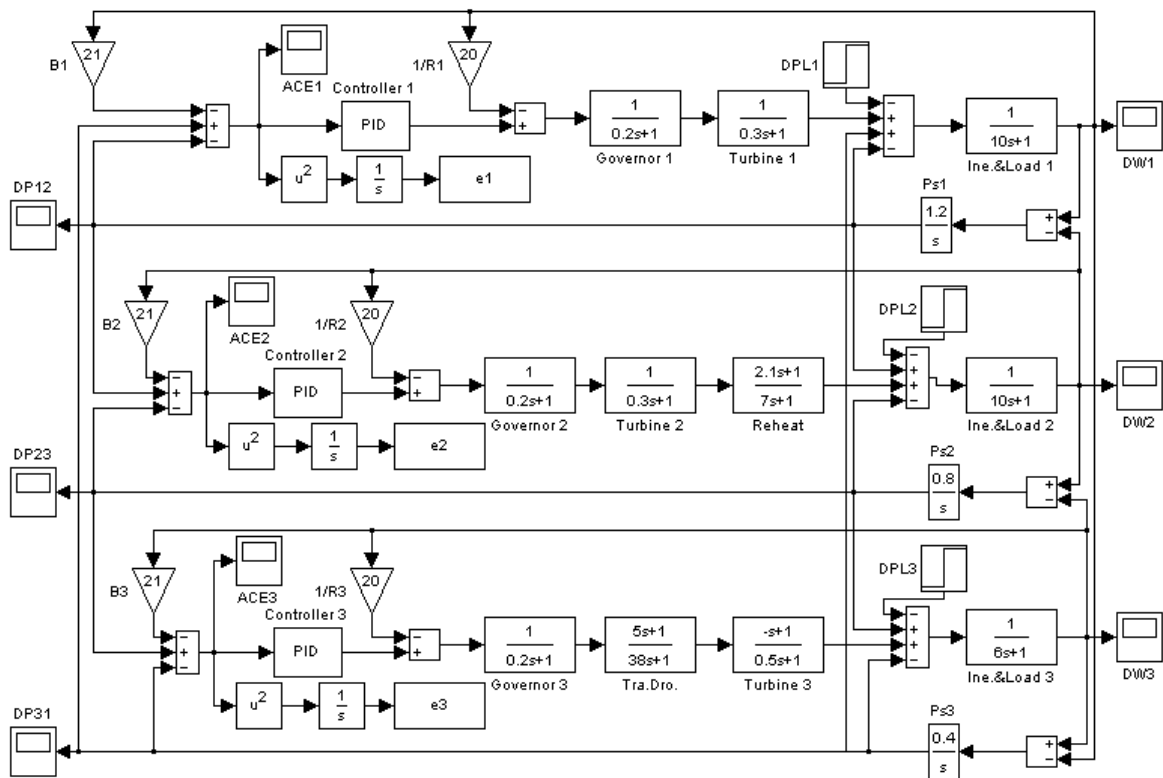 21
B1
ACE1
20
1/R1
DPL1
Controller 1
PID
1
0.2s+1
Governor 1
1
0.3s+1
Turbine 1
1
10s+1
Ine.&Load 1
DW1
− + −
− +
− + + −
u²
1
s
e1
DP12
Ps1
1.2
s
+ −
21
B2
ACE2
20
1/R2
DPL2
Controller 2
PID
1
0.2s+1
Governor 2
1
0.3s+1
Turbine 2
2.1s+1
7s+1
Reheat
1
10s+1
Ine.&Load 2
DW2
− + −
− +
− + + −
u²
1
s
e2
DP23
Ps2
0.8
s
+ −
21
B3
ACE3
20
1/R3
DPL3
Controller 3
PID
1
0.2s+1
Governor 3
5s+1
38s+1
Tra.Dro.
-s+1
0.5s+1
Turbine 3
1
6s+1
Ine.&Load 3
DW3
− + −
− +
− + + −
u²
1
s
e3
DP31
Ps3
0.4
s
+ −